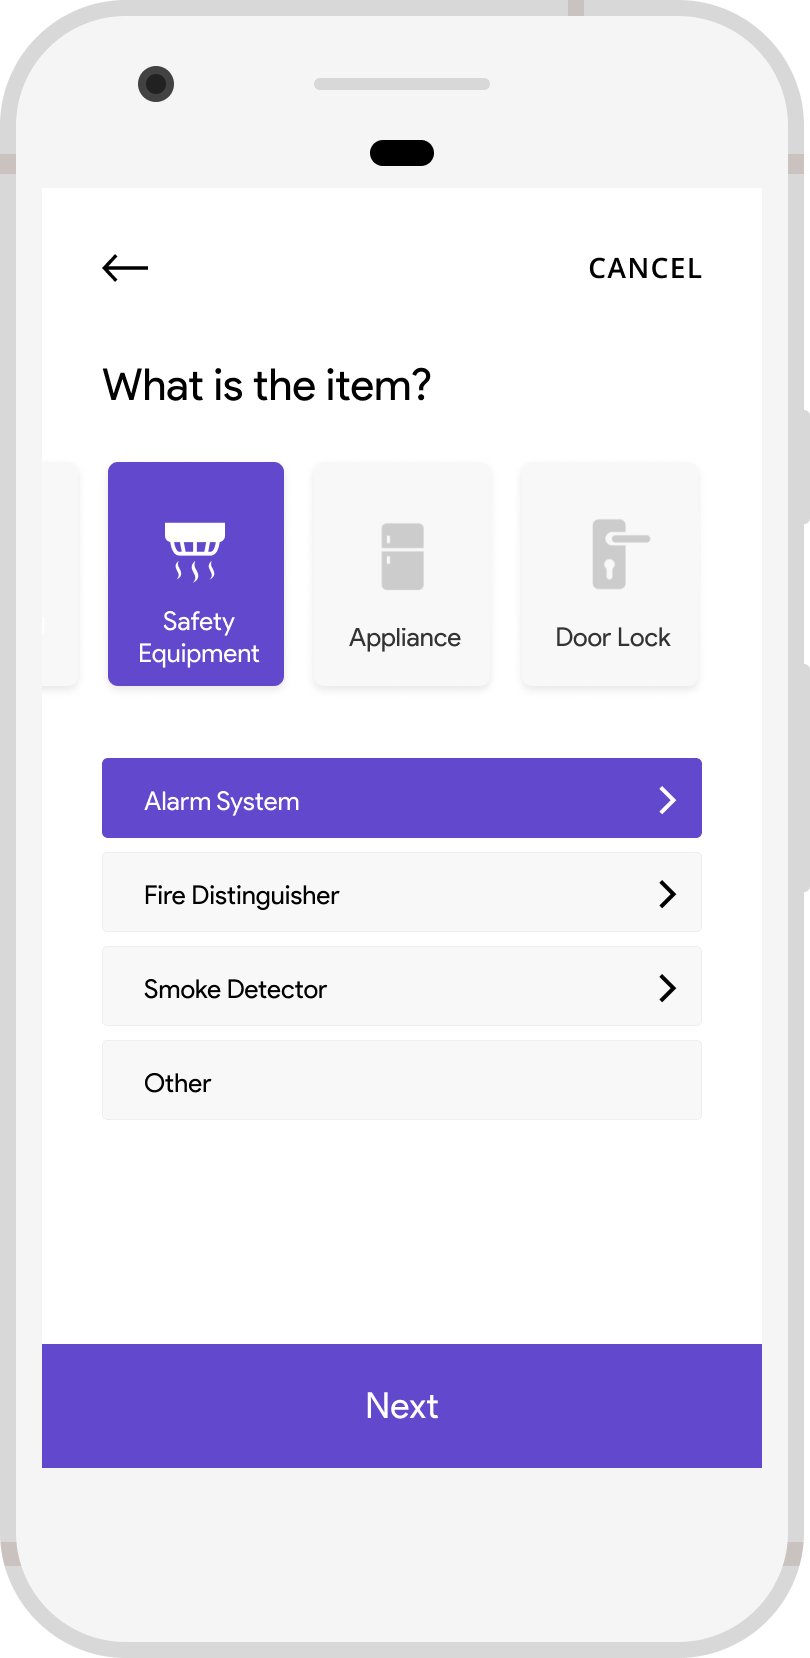 CANCEL
What is the item?
Safety
Equipment
Appliance
Door Lock
Alarm System
Fire Distinguisher
Smoke Detector
Other
Next